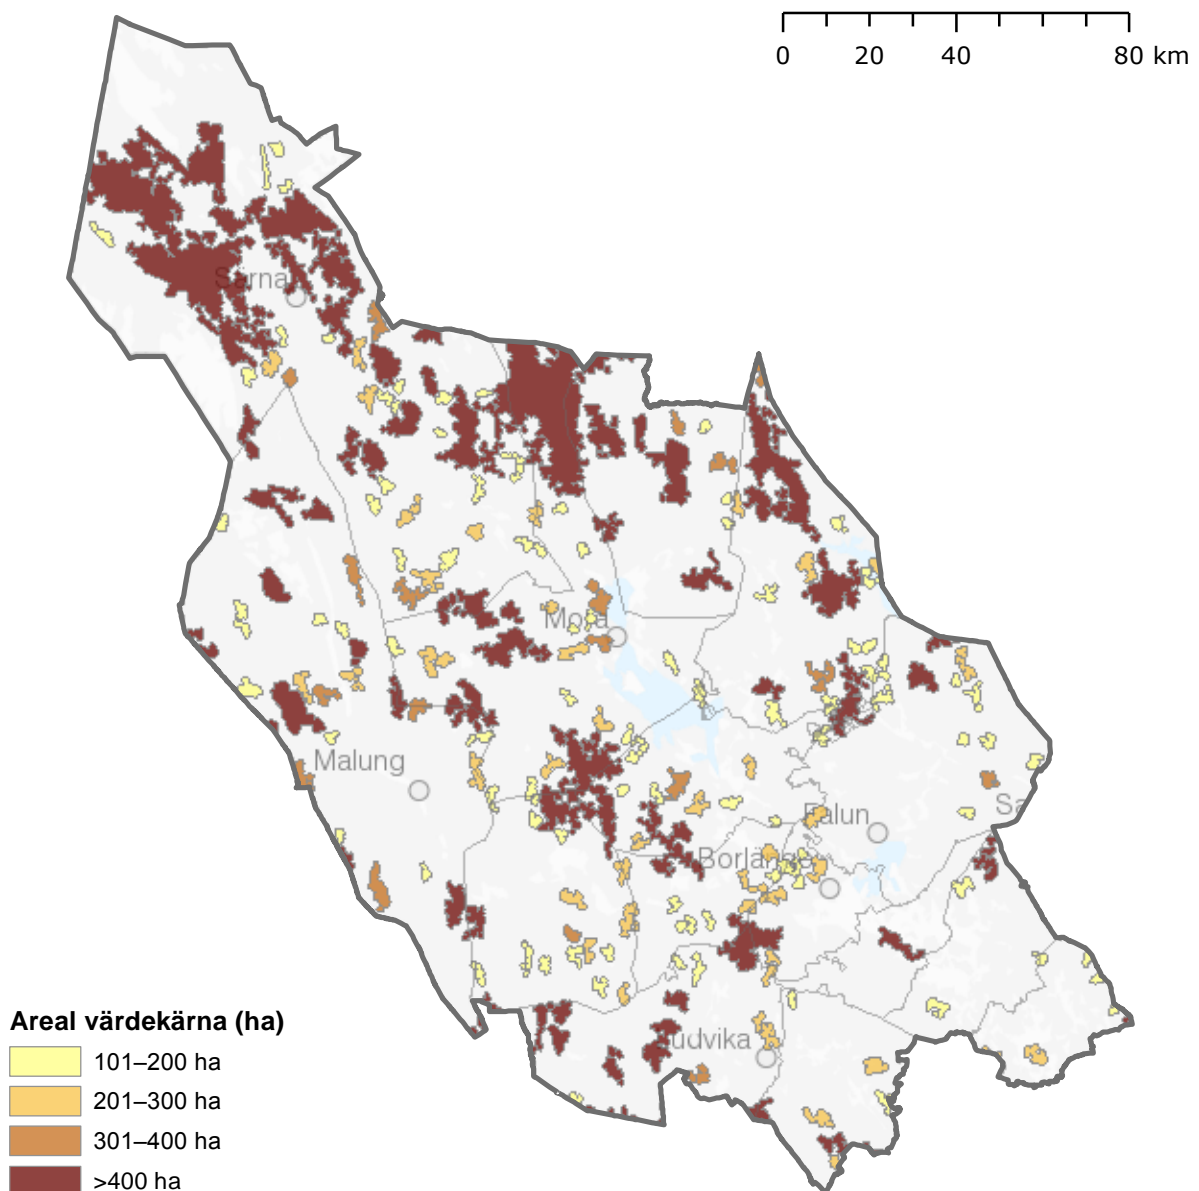 0 20 40 80 km
Särna
Mora
Malung
Falun
Sa
Borlänge
Ludvika
Areal värdekärna (ha)
101–200 ha
201–300 ha
301–400 ha
>400 ha